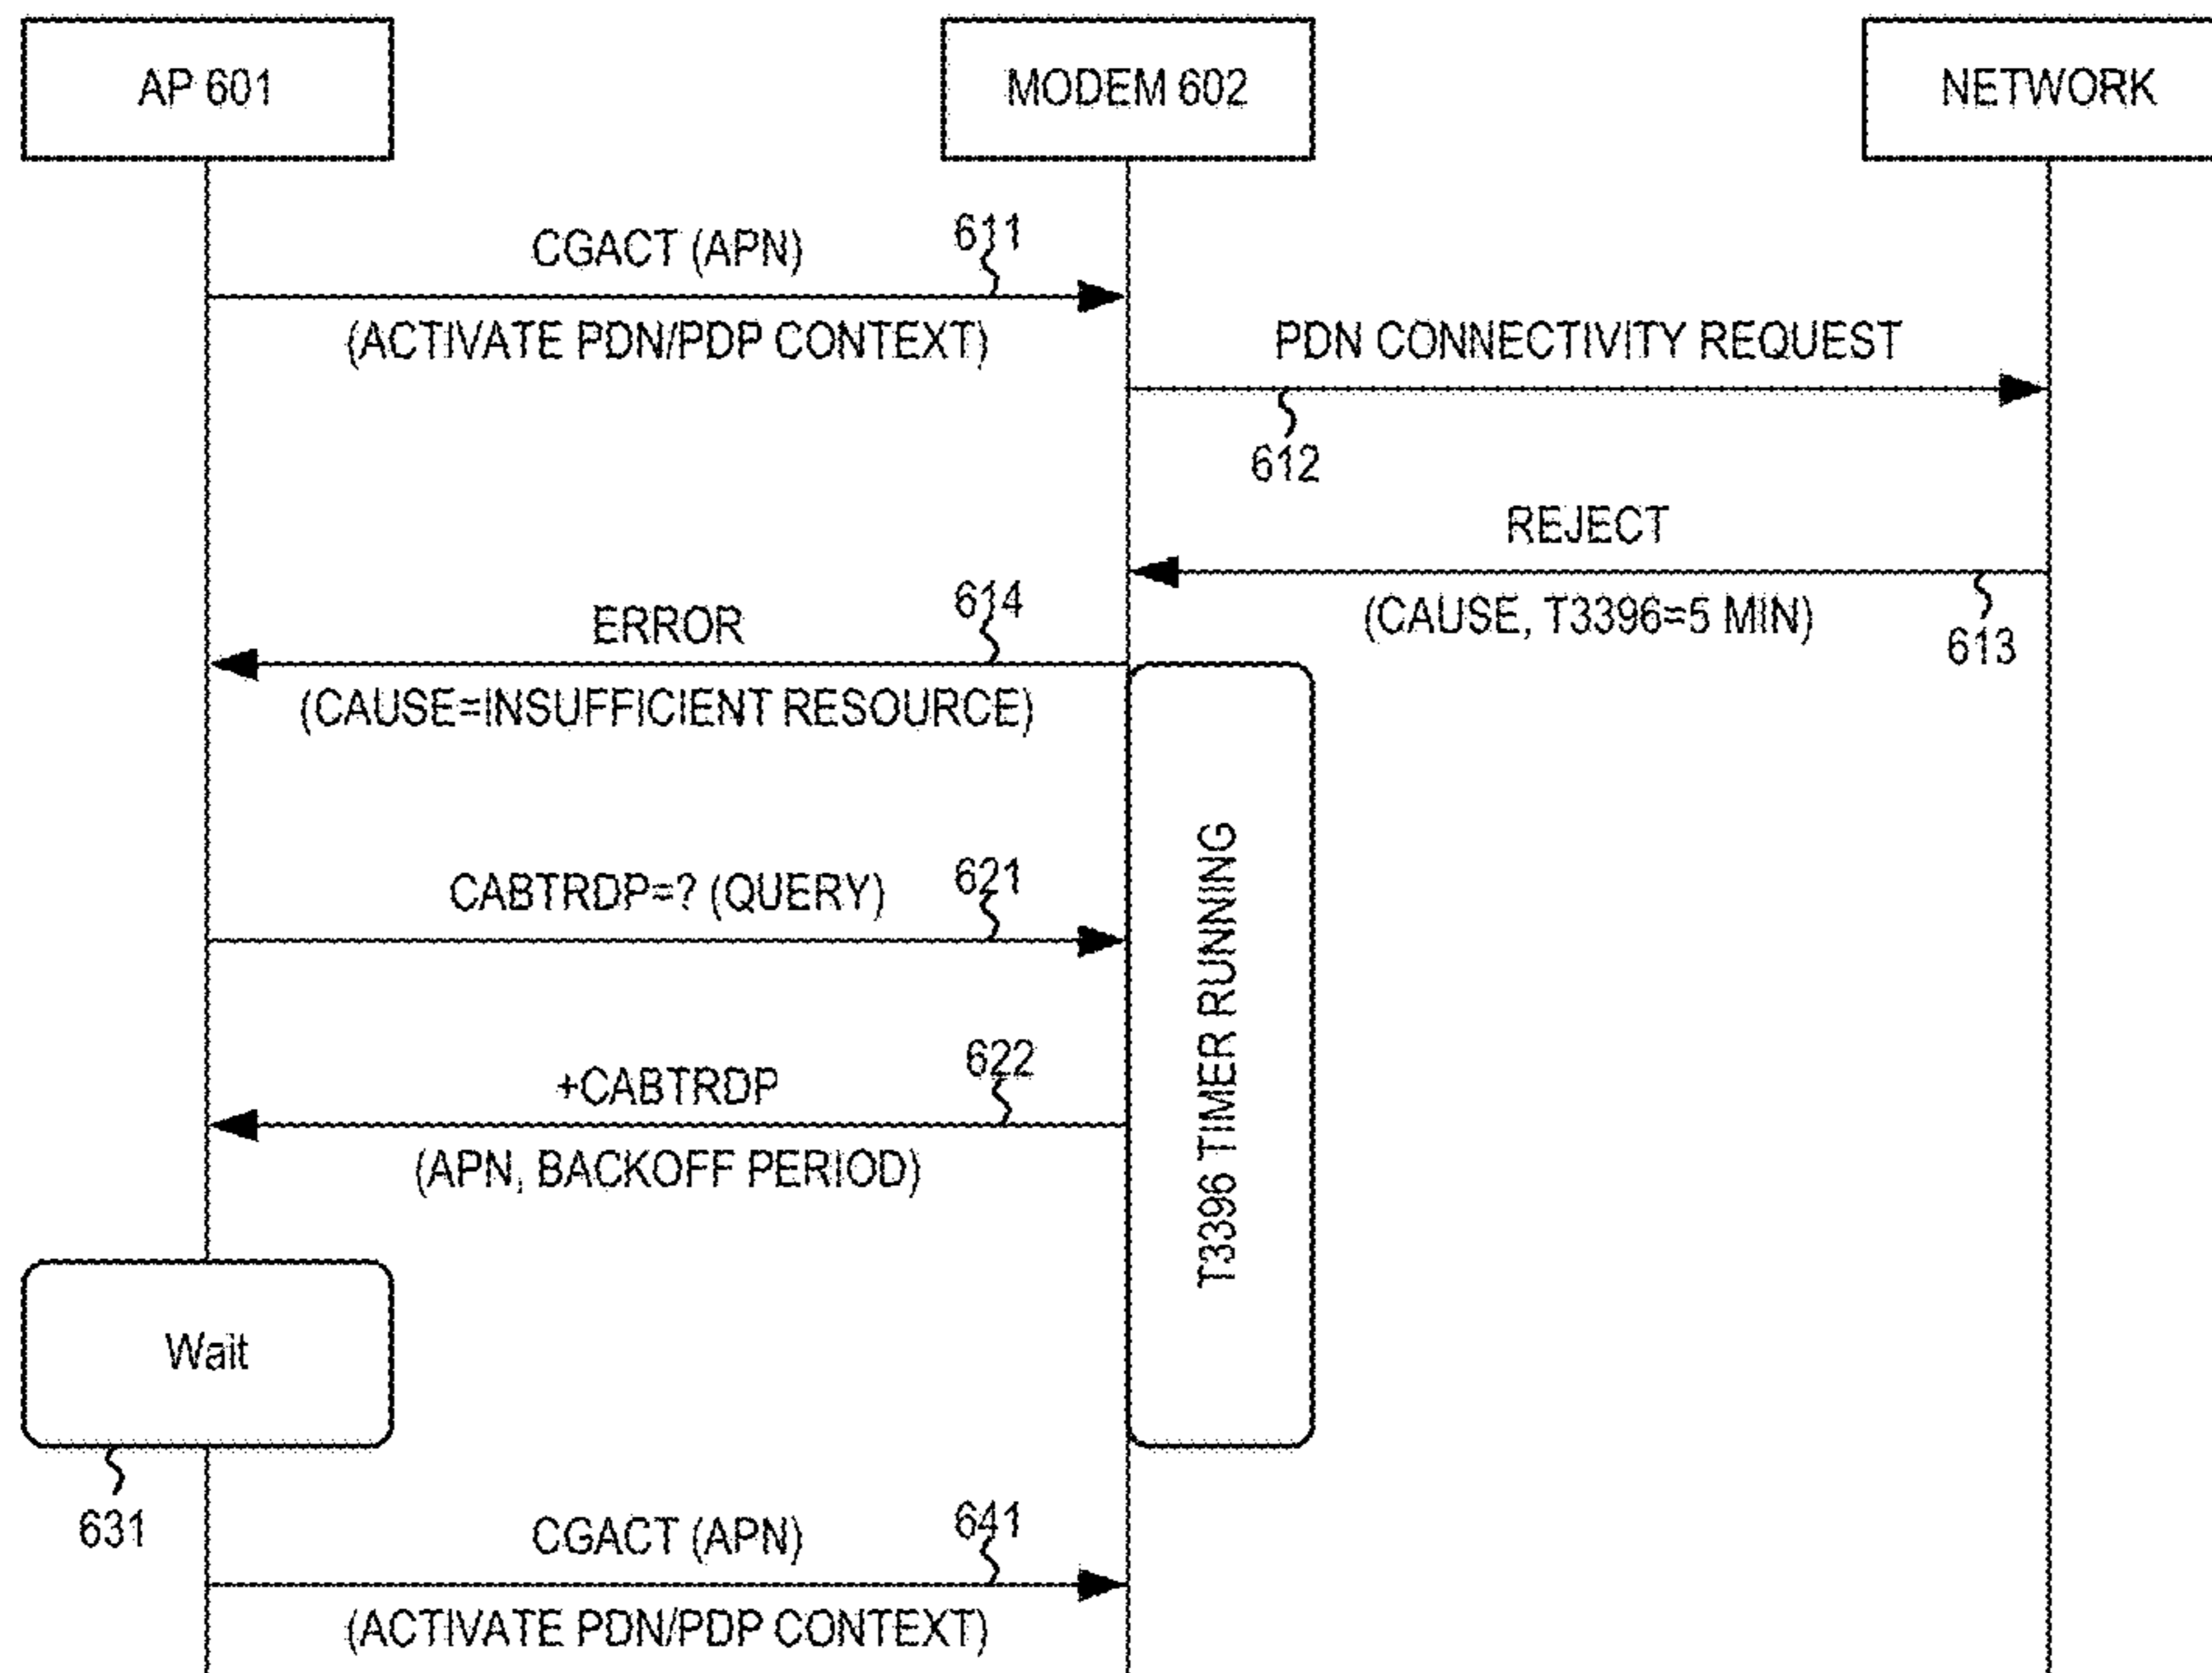 AP 601
MODEM 602
NETWORK
CGACT (APN)
611
(ACTIVATE PDN/PDP CONTEXT)
PDN CONNECTIVITY REQUEST
612
REJECT
(CAUSE, T3396=5 MIN)
613
ERROR
614
(CAUSE=INSUFFICIENT RESOURCE)
T3396 TIMER RUNNING
CABTRDP=? (QUERY)
621
+CABTRDP
622
(APN, BACKOFF PERIOD)
Wait
631
CGACT (APN)
641
(ACTIVATE PDN/PDP CONTEXT)